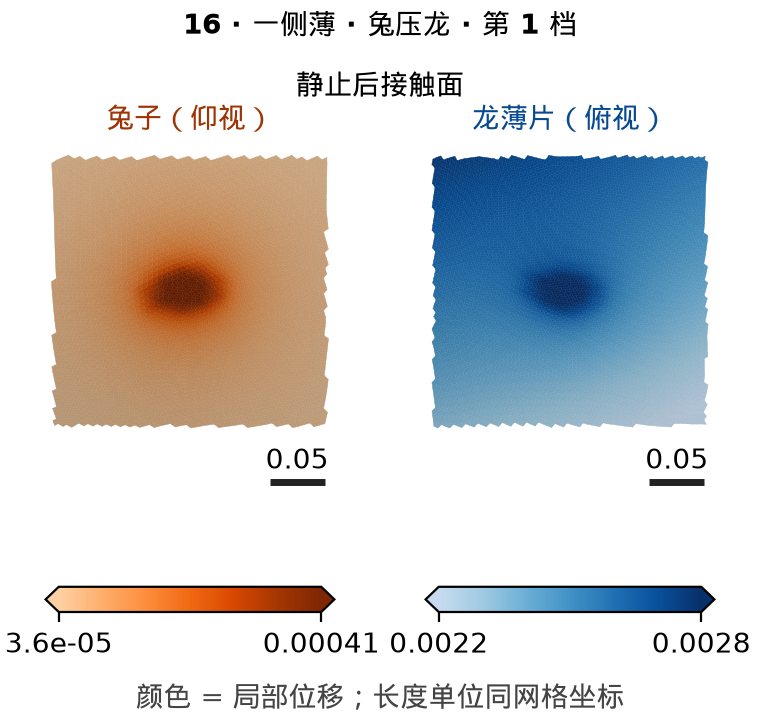 16 · 一侧薄 · 兔压龙 · 第 1 档
静止后接触面
兔子（仰视）
龙薄片（俯视）
0.05
0.05
3.6e-05
0.00041
0.0022
0.0028
颜色 = 局部位移；长度单位同网格坐标